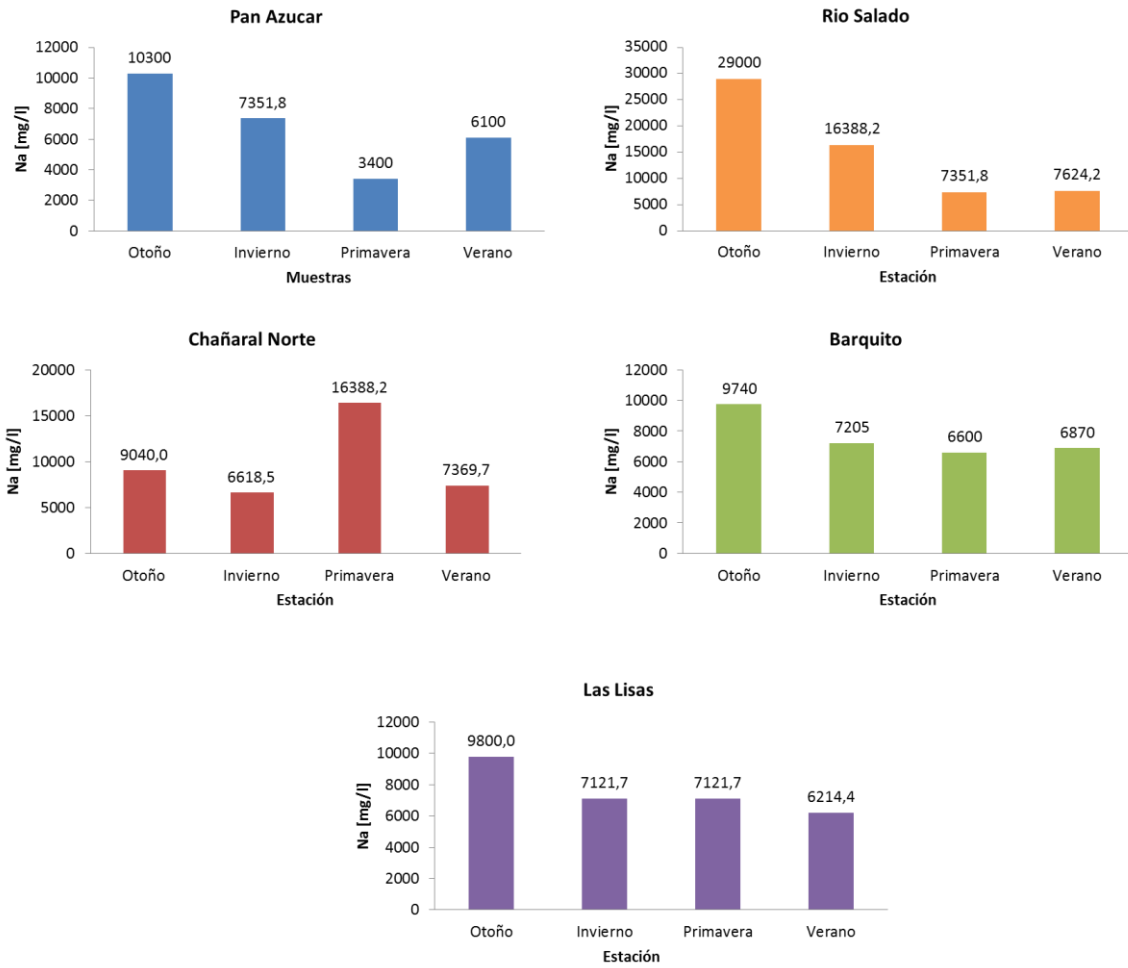 Pan Azucar
12000
10000
8000
6000
4000
2000
0
Na [mg/l]
10300
7351,8
3400
6100
Otoño Invierno Primavera Verano
Muestras
Rio Salado
35000
30000
25000
20000
15000
10000
5000
0
Na [mg/l]
29000
16388,2
7351,8
7624,2
Otoño Invierno Primavera Verano
Estación
Chañaral Norte
20000
15000
10000
5000
0
Na [mg/l]
9040,0
6618,5
16388,2
7369,7
Otoño Invierno Primavera Verano
Estación
Barquito
12000
10000
8000
6000
4000
2000
0
Na [mg/l]
9740
7205
6600
6870
Otoño Invierno Primavera Verano
Estación
Las Lisas
12000
10000
8000
6000
4000
2000
0
Na [mg/l]
9800,0
7121,7
7121,7
6214,4
Otoño Invierno Primavera Verano
Estación